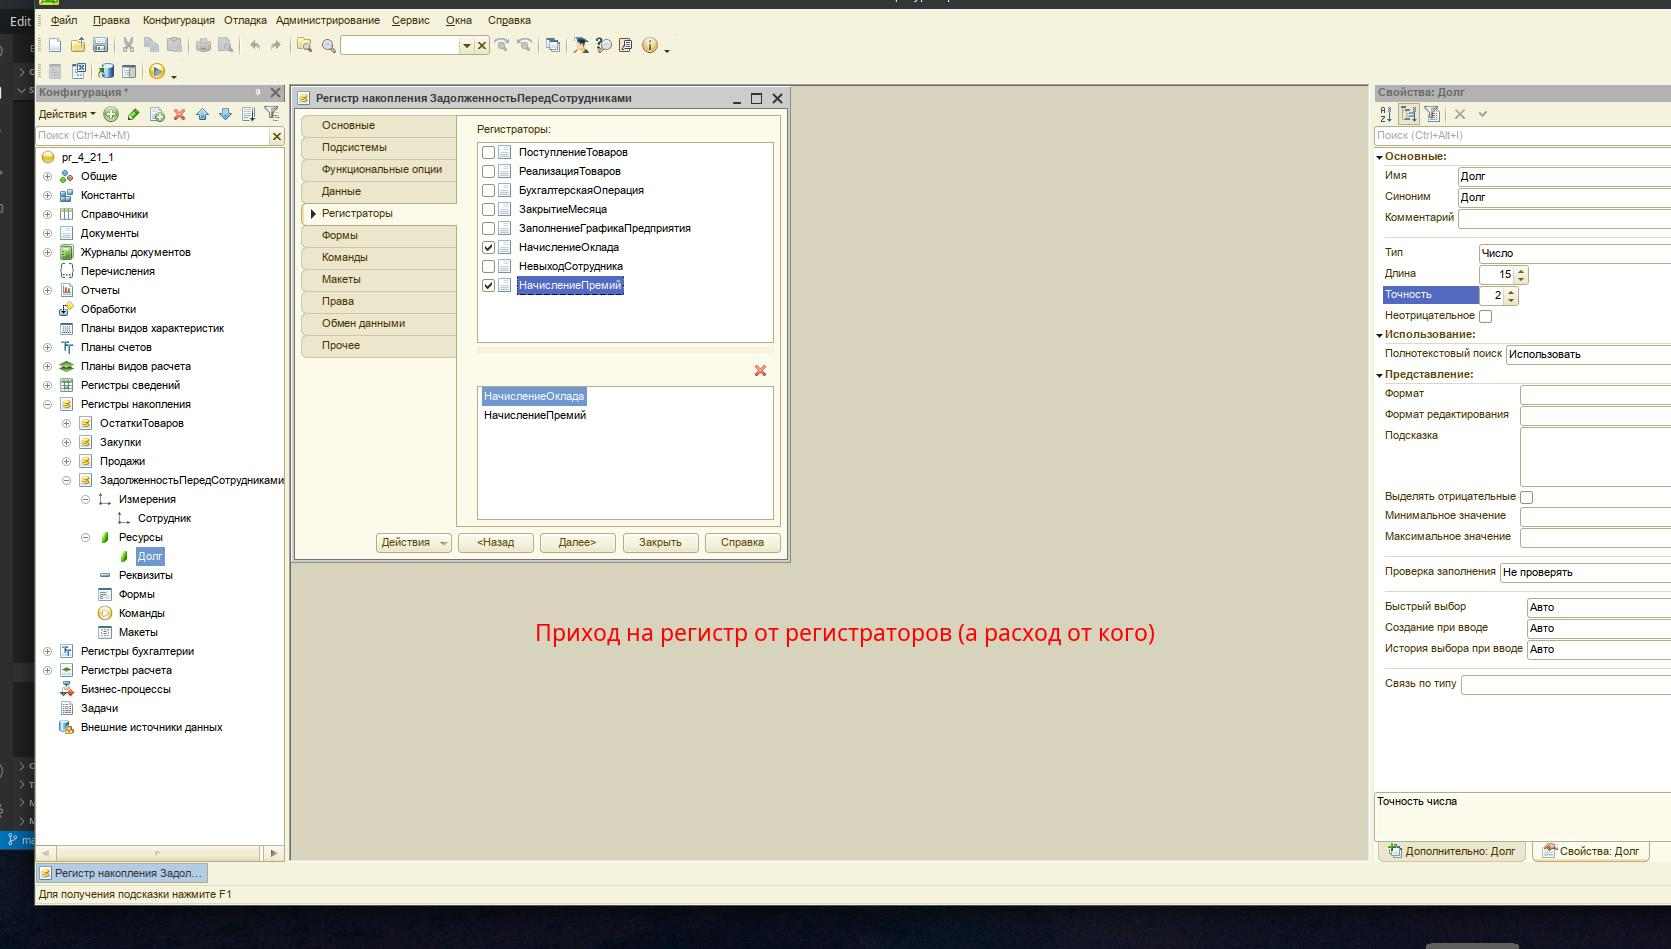 Edit
Файл Правка Конфигурация Отладка Администрирование Сервис Окна Справка
Конфигурация *
Действия
Поиск (Ctrl+Alt+M)
pr_4_21_1
Общие
Константы
Справочники
Документы
Журналы документов
Перечисления
Отчеты
Обработки
Планы видов характеристик
Планы счетов
Планы видов расчета
Регистры сведений
Регистры накопления
ОстаткиТоваров
Закупки
Продажи
ЗадолженностьПередСотрудниками
Измерения
Сотрудник
Ресурсы
Долг
Реквизиты
Формы
Команды
Макеты
Регистры бухгалтерии
Регистры расчета
Бизнес-процессы
Задачи
Внешние источники данных
Регистр накопления ЗадолженностьПередСотрудниками
Основные
Подсистемы
Функциональные опции
Данные
Регистраторы
Формы
Команды
Макеты
Права
Обмен данными
Прочее
Регистраторы:
ПоступлениеТоваров
РеализацияТоваров
БухгалтерскаяОперация
ЗакрытиеМесяца
ЗаполнениеГрафикаПредприятия
НачислениеОклада
НевыходСотрудника
НачислениеПремий
НачислениеОклада
НачислениеПремий
Действия <Назад Далее> Закрыть Справка
Приход на регистр от регистраторов (а расход от кого)
Свойства: Долг
Поиск (Ctrl+Alt+I)
Основные:
Имя Долг
Синоним Долг
Комментарий
Тип Число
Длина 15
Точность 2
Неотрицательное
Использование:
Полнотекстовый поиск Использовать
Представление:
Формат
Формат редактирования
Подсказка
Выделять отрицательные
Минимальное значение
Максимальное значение
Проверка заполнения Не проверять
Быстрый выбор Авто
Создание при вводе Авто
История выбора при вводе Авто
Связь по типу
Точность числа
Дополнительно: Долг Свойства: Долг
Регистр накопления Задол...
Для получения подсказки нажмите F1